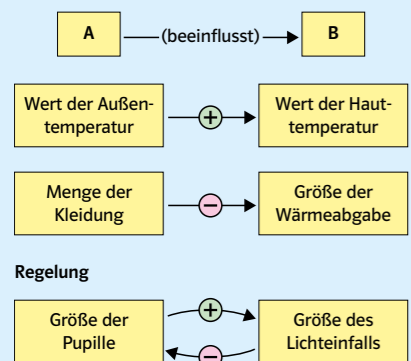 A (beeinflusst) B
Wert der Außen-
temperatur
+
Wert der Haut-
temperatur
Menge der
Kleidung
−
Größe der
Wärmeabgabe
Regelung
Größe der
Pupille
+
−
Größe des
Lichteinfalls